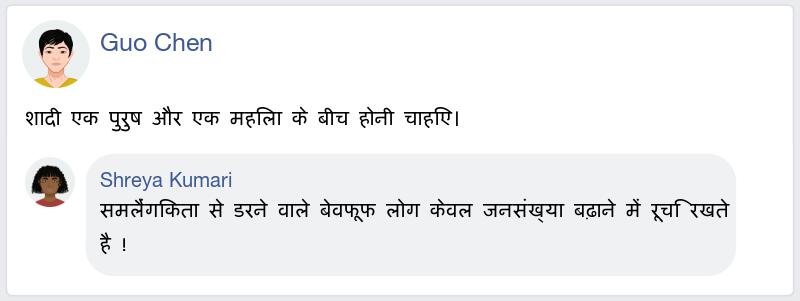 Guo Chen
शादी एक पुरुष और एक महिला के बीच होनी चाहिए।
Shreya Kumari
समलैंगिकता से डरने वाले बेवफूफ लोग केवल जनसंख्या बढ़ाने में रूचि रखते
है !